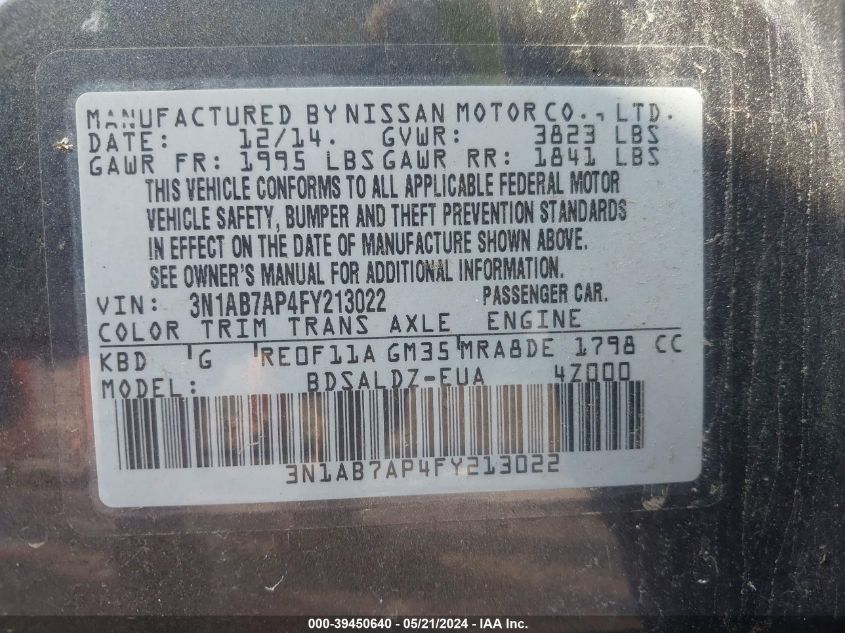 MANUFACTURED BY NISSAN MOTOR CO., LTD.
DATE: 12/14. GVWR: 3823 LBS
GAWR FR: 1995 LBS GAWR RR: 1841 LBS
THIS VEHICLE CONFORMS TO ALL APPLICABLE FEDERAL MOTOR
VEHICLE SAFETY, BUMPER AND THEFT PREVENTION STANDARDS
IN EFFECT ON THE DATE OF MANUFACTURE SHOWN ABOVE.
SEE OWNER'S MANUAL FOR ADDITIONAL INFORMATION.
VIN: 3N1AB7AP4FY213022 PASSENGER CAR.
COLOR TRIM TRANS AXLE ENGINE
KBD G RE0F11A GM35 MRA8DE 1798 CC
MODEL: BDSALDZ-EUA 4Z000
3N1AB7AP4FY213022
000-39450640 - 05/21/2024 - IAA Inc.